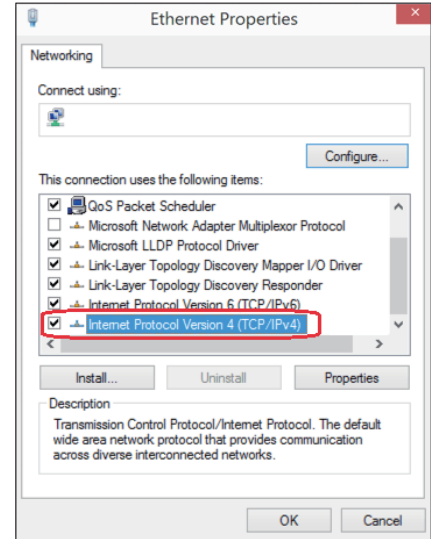 Ethernet Properties
Networking
Connect using:
Configure...
This connection uses the following items:
QoS Packet Scheduler
Microsoft Network Adapter Multiplexor Protocol
Microsoft LLDP Protocol Driver
Link-Layer Topology Discovery Mapper I/O Driver
Link-Layer Topology Discovery Responder
Internet Protocol Version 6 (TCP/IPv6)
Internet Protocol Version 4 (TCP/IPv4)
Install... Uninstall Properties
Description
Transmission Control Protocol/Internet Protocol. The default
wide area network protocol that provides communication
across diverse interconnected networks.
OK Cancel